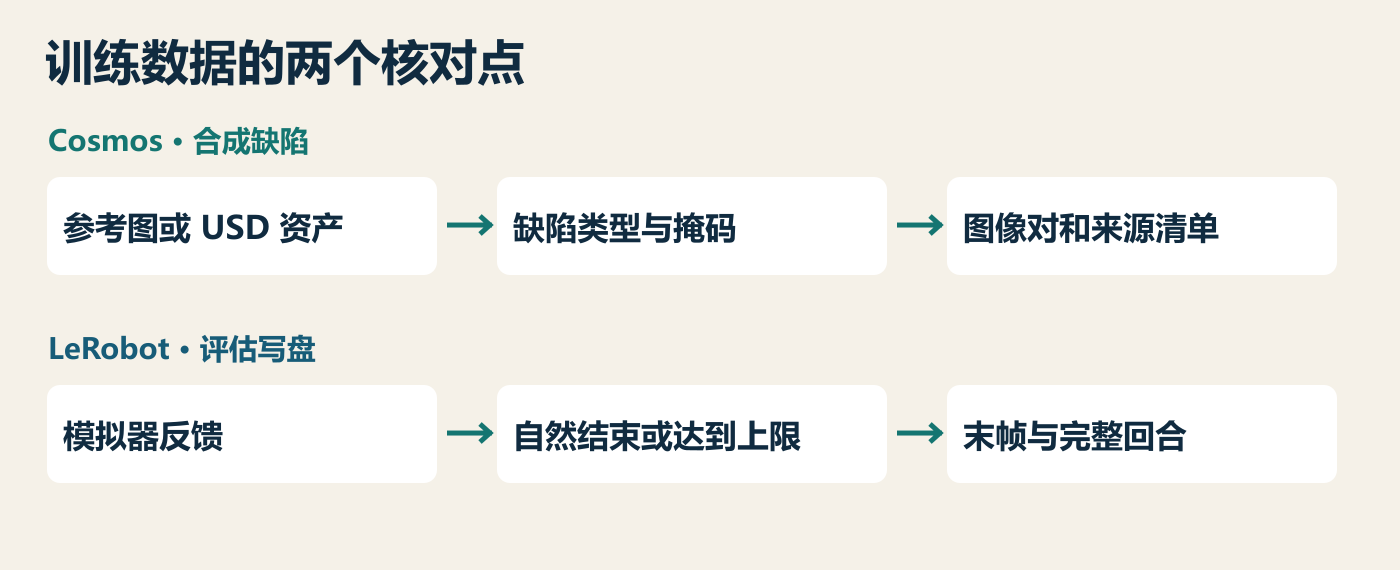 训练数据的两个核对点
Cosmos · 合成缺陷
参考图或 USD 资产
缺陷类型与掩码
图像对和来源清单
LeRobot · 评估写盘
模拟器反馈
自然结束或达到上限
末帧与完整回合